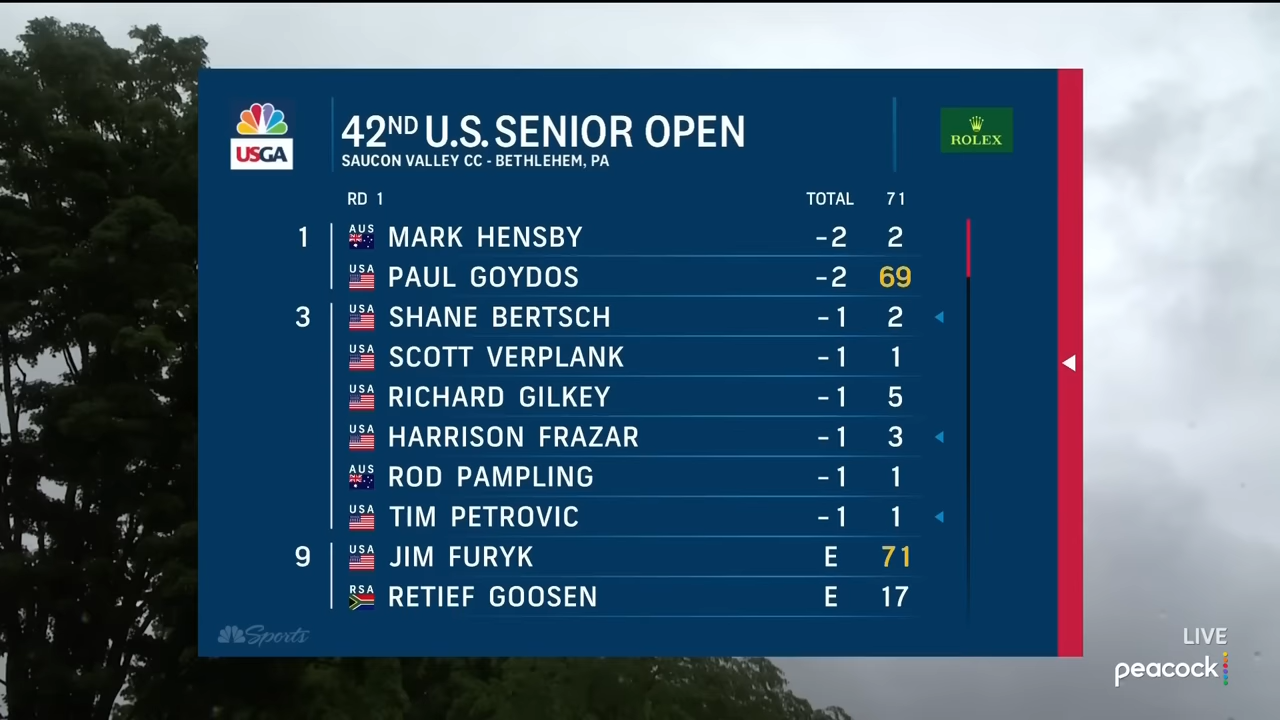 42ND U.S. SENIOR OPEN
USGA
SAUCON VALLEY CC - BETHLEHEM, PA
ROLEX
RD 1 TOTAL 71
1 AUS MARK HENSBY -2 2
USA PAUL GOYDOS -2 69
3 USA SHANE BERTSCH -1 2
USA SCOTT VERPLANK -1 1
USA RICHARD GILKEY -1 5
USA HARRISON FRAZAR -1 3
AUS ROD PAMPLING -1 1
USA TIM PETROVIC -1 1
9 USA JIM FURYK E 71
RSA RETIEF GOOSEN E 17
Sports
LIVE
peacock